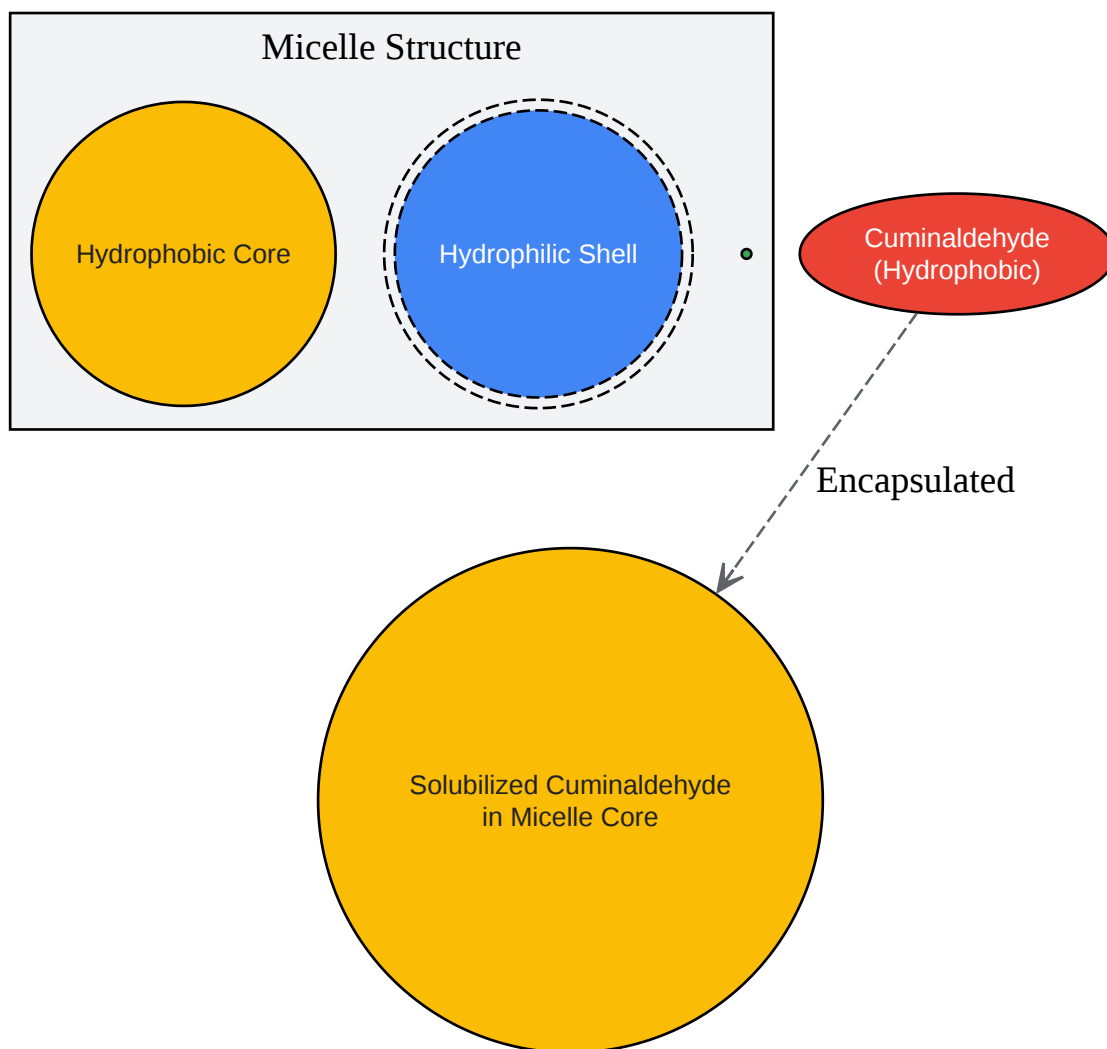 Micelle Structure
Hydrophobic Core
Hydrophilic Shell
Cuminaldehyde
(Hydrophobic)
Encapsulated
Solubilized Cuminaldehyde
in Micelle Core